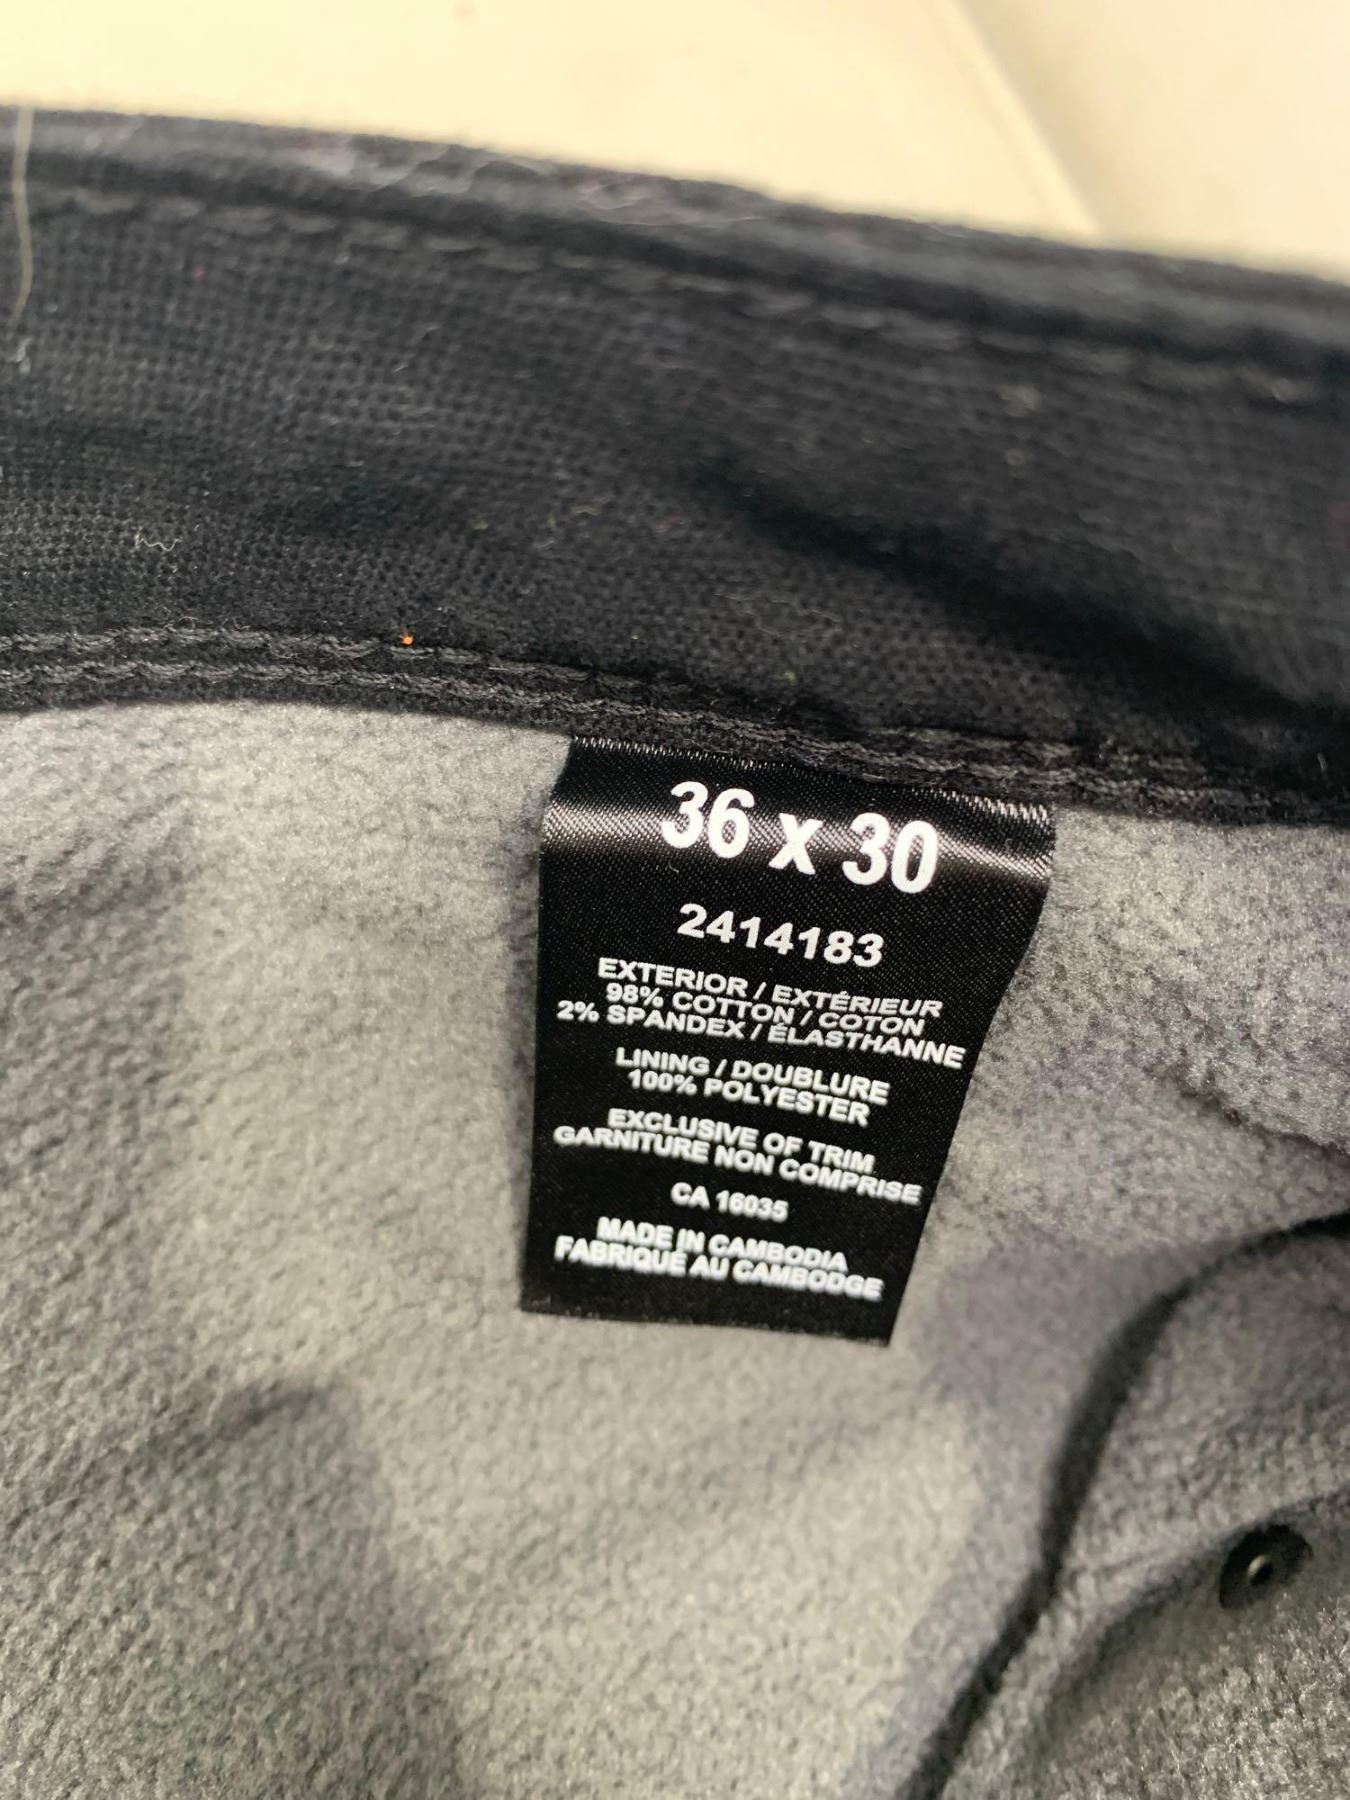 36 x 30
2414183
EXTERIOR / EXTÉRIEUR
98% COTTON / COTON
2% SPANDEX / ÉLASTHANNE
LINING / DOUBLURE
100% POLYESTER
EXCLUSIVE OF TRIM
GARNITURE NON COMPRISE
CA 16035
MADE IN CAMBODIA
FABRIQUÉ AU CAMBODGE